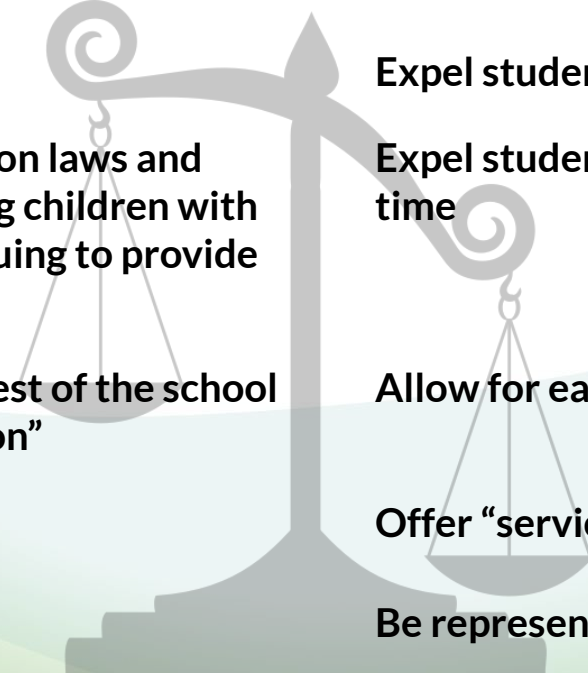 on laws and
g children with
uing to provide
est of the school
on”
Expel studen
Expel studen
time
Allow for ea
Offer “servi
Be represen